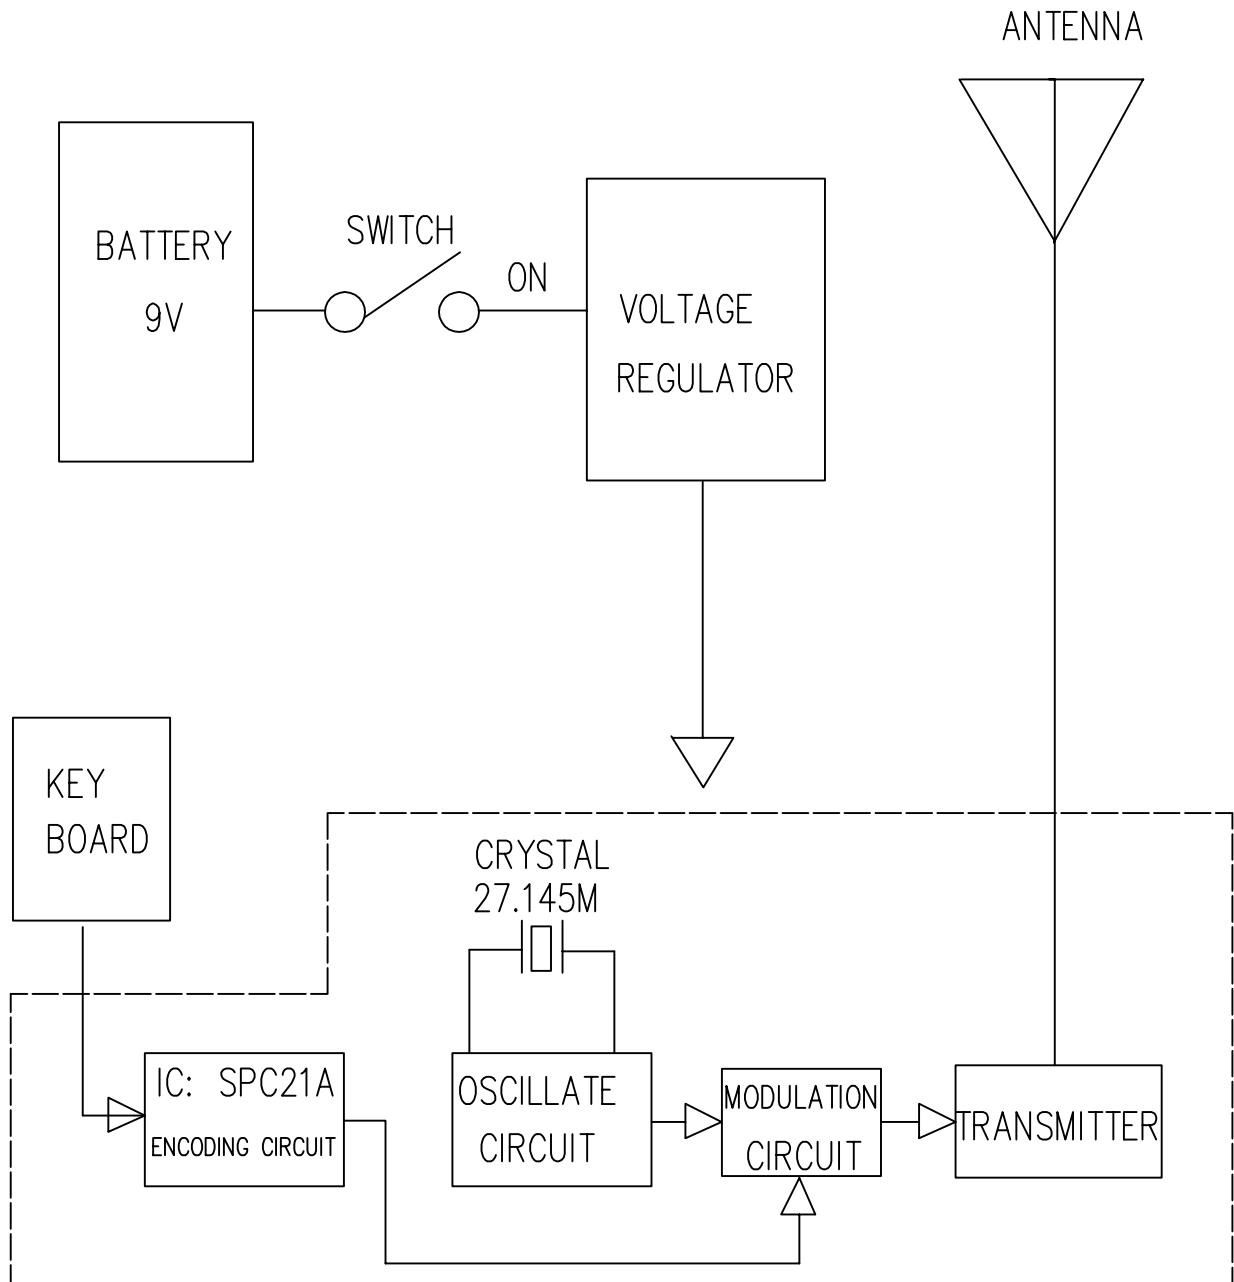 ANTENNA
BATTERY
9V
SWITCH
ON
VOLTAGE
REGULATOR
KEY
BOARD
CRYSTAL
27.145M
IC: SPC21A
ENCODING CIRCUIT
OSCILLATE
CIRCUIT
MODULATION
CIRCUIT
TRANSMITTER